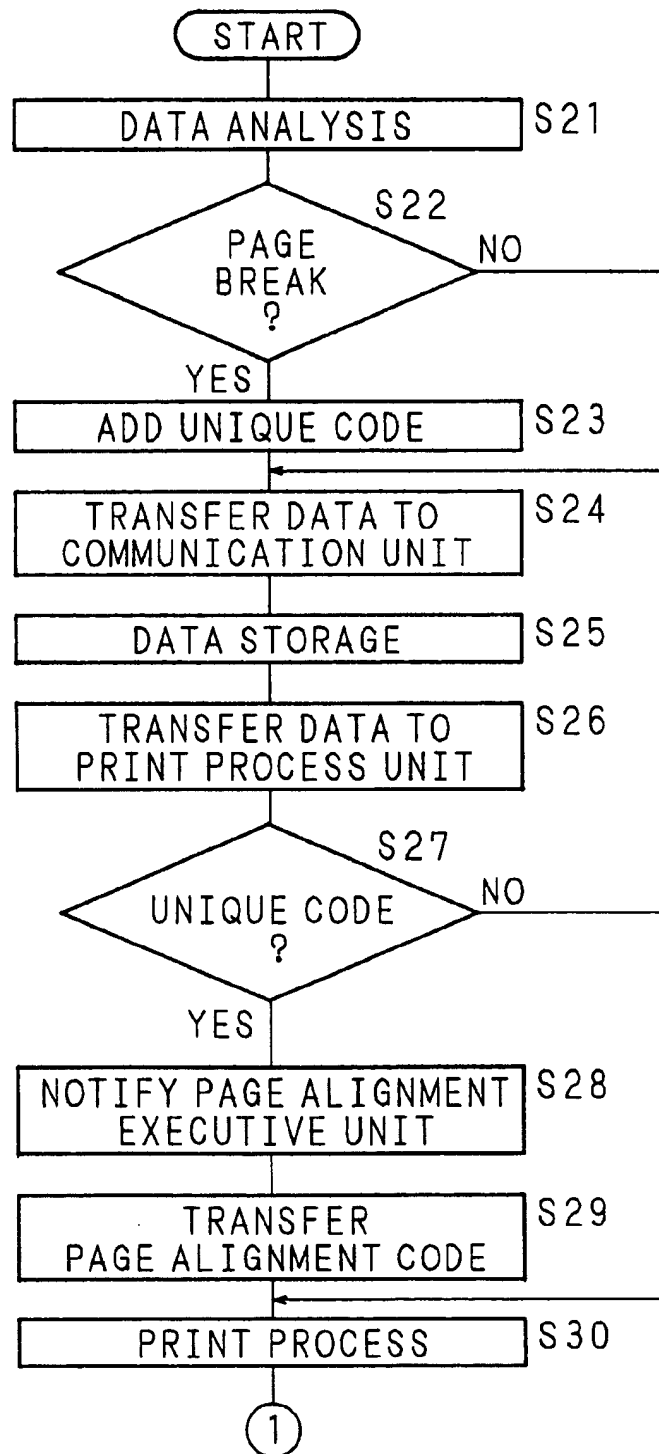 START
DATA ANALYSIS
S21
S22
PAGE
BREAK
?
NO
YES
ADD UNIQUE CODE
S23
TRANSFER DATA TO
COMMUNICATION UNIT
S24
DATA STORAGE
S25
TRANSFER DATA TO
PRINT PROCESS UNIT
S26
S27
UNIQUE CODE
?
NO
YES
NOTIFY PAGE ALIGNMENT
EXECUTIVE UNIT
S28
TRANSFER
PAGE ALIGNMENT CODE
S29
PRINT PROCESS
S30
1